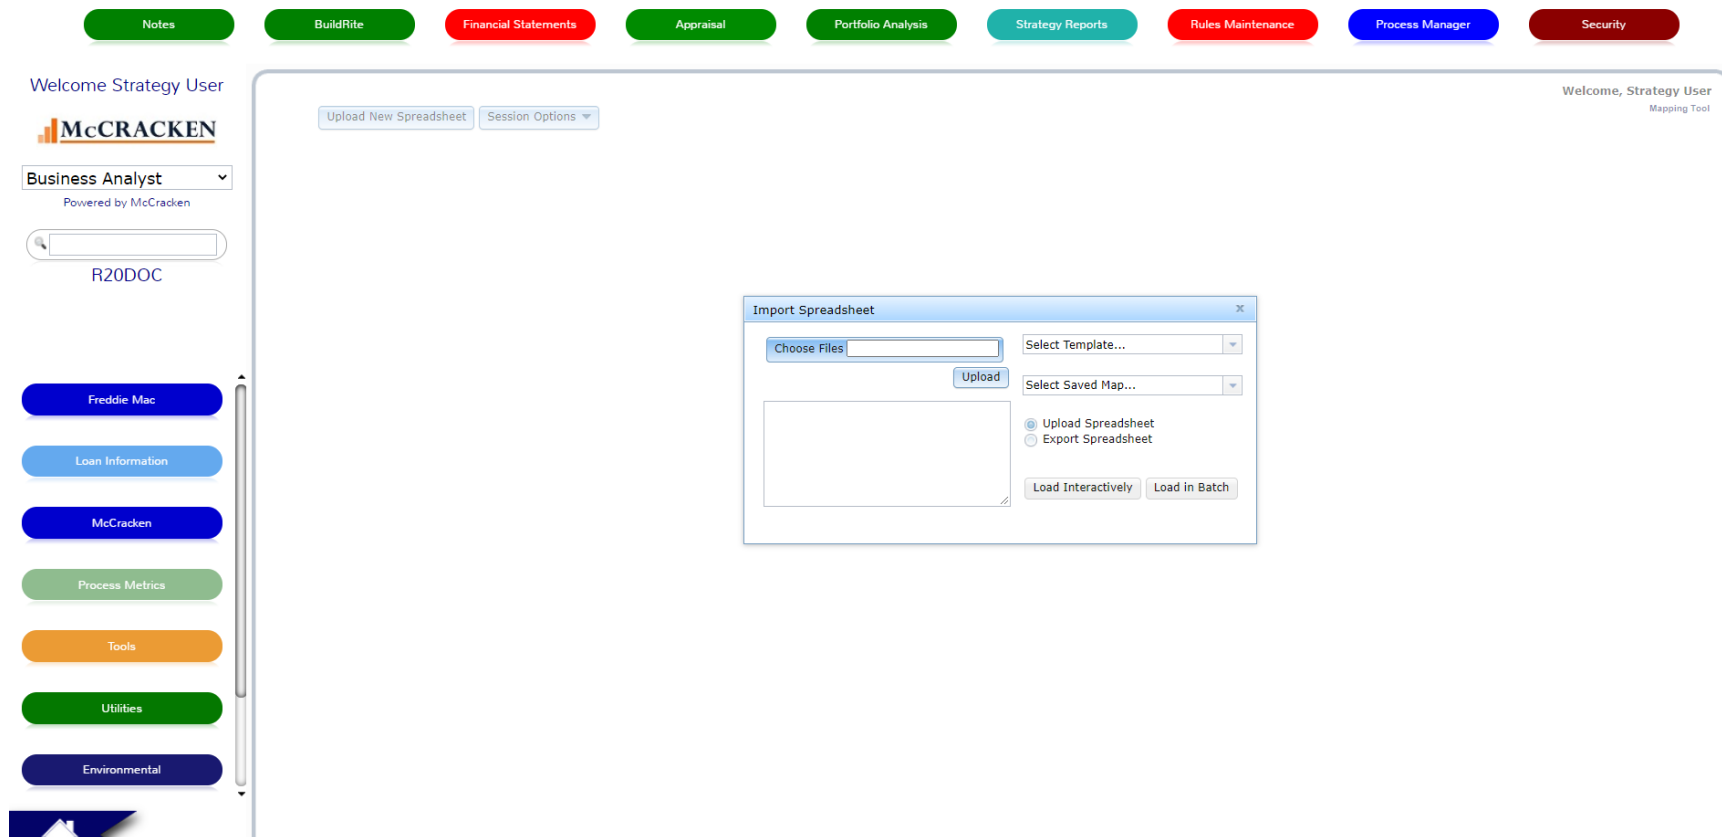 Notes
BuildRite
Financial Statements
Appraisal
Portfolio Analysis
Strategy Reports
Rules Maintenance
Process Manager
Security
Welcome Strategy User
McCRACKEN
Business Analyst
Powered by McCracken
R20DOC
Freddie Mac
Loan Information
McCracken
Process Metrics
Tools
Utilities
Environmental
Upload New Spreadsheet
Session Options
Welcome, Strategy User
Mapping Tool
Import Spreadsheet
x
Choose Files
Upload
Select Template...
Select Saved Map...
Upload Spreadsheet
Export Spreadsheet
Load Interactively
Load in Batch